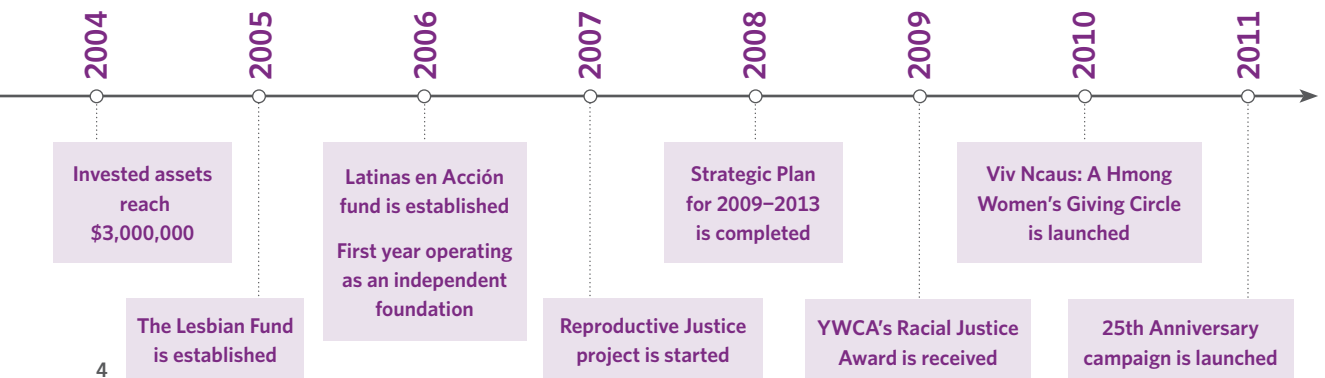 2004
2005
2006
2007
2008
2009
2010
2011
Invested assets
reach
$3,000,000
The Lesbian Fund
is established
Latinas en Acción
fund is established
First year operating
as an independent
foundation
Reproductive Justice
project is started
Strategic Plan
for 2009–2013
is completed
YWCA's Racial Justice
Award is received
Viv Ncaus: A Hmong
Women's Giving Circle
is launched
25th Anniversary
campaign is launched
4